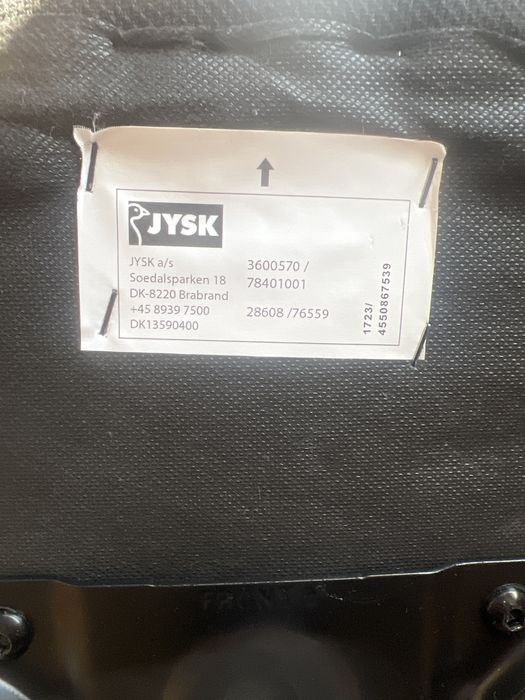 JYSK
JYSK a/s
Soedalsparken 18
DK-8220 Brabrand
+45 8939 7500
DK13590400
3600570 /
78401001
28608 /76559
1723/
4550867539